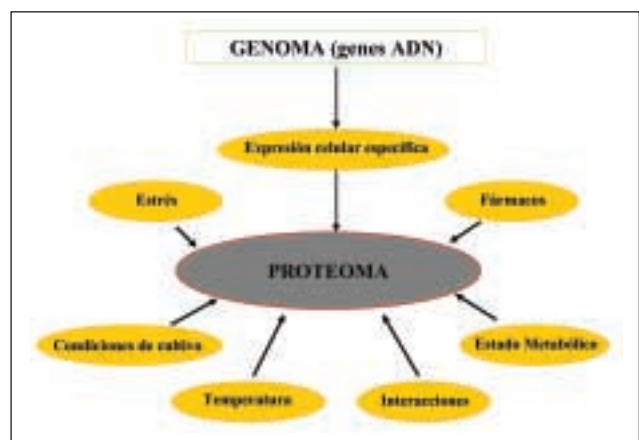 GENOMA (genes ADN)
Expresión celular específica
Estrés
Fármacos
PROTEOMA
Condiciones de cultivo
Estado Metabólico
Temperatura
Interacciones